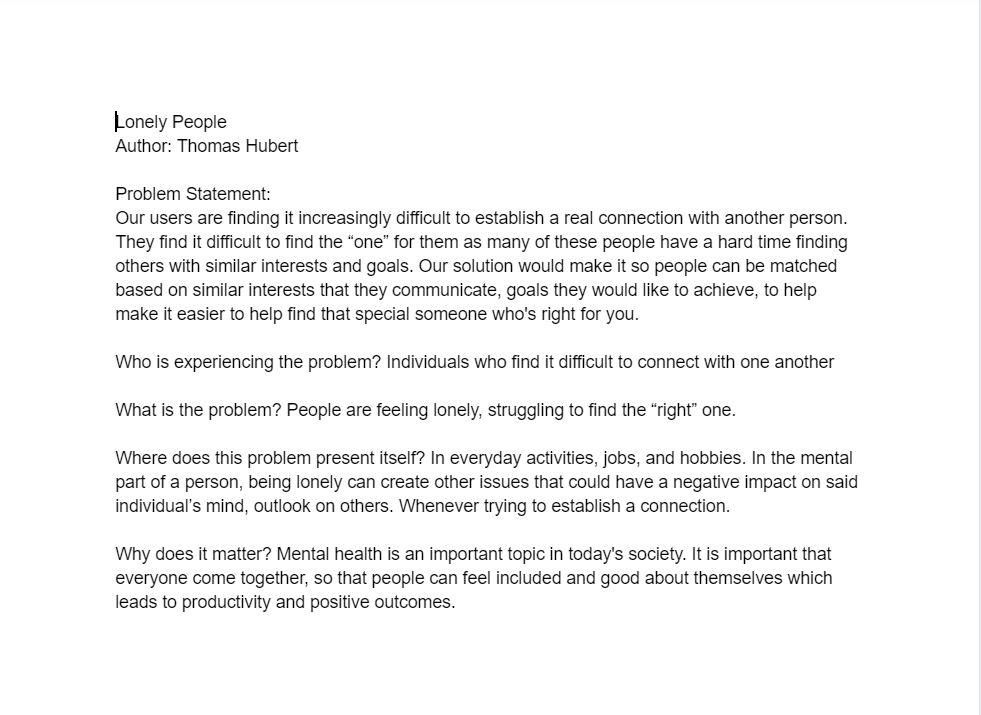 Lonely People
Author: Thomas Hubert
Problem Statement:
Our users are finding it increasingly difficult to establish a real connection with another person.
They find it difficult to find the “one” for them as many of these people have a hard time finding
others with similar interests and goals. Our solution would make it so people can be matched
based on similar interests that they communicate, goals they would like to achieve, to help
make it easier to help find that special someone who's right for you.
Who is experiencing the problem? Individuals who find it difficult to connect with one another
What is the problem? People are feeling lonely, struggling to find the “right” one.
Where does this problem present itself? In everyday activities, jobs, and hobbies. In the mental
part of a person, being lonely can create other issues that could have a negative impact on said
individual’s mind, outlook on others. Whenever trying to establish a connection.
Why does it matter? Mental health is an important topic in today's society. It is important that
everyone come together, so that people can feel included and good about themselves which
leads to productivity and positive outcomes.